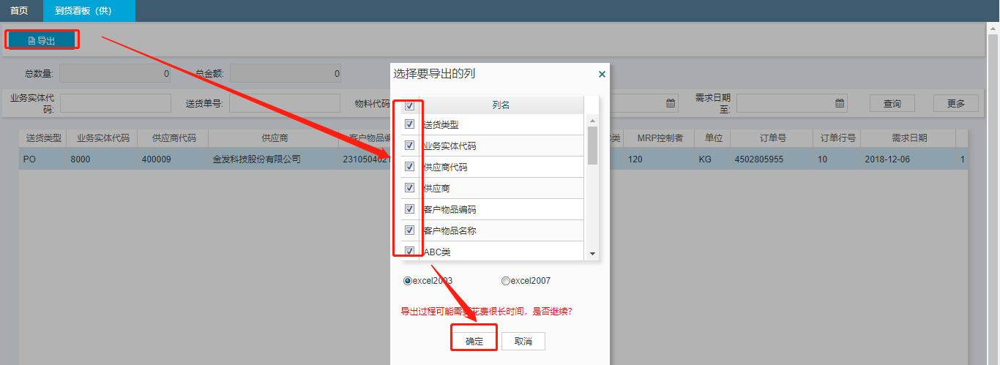 首页
到货看板（供）
导出
总数量:
0
总金额:
0
业务实体代
码:
送货单号:
物料代码
需求日期
至:
查询
更多
送货类型
业务实体代码
供应商代码
供应商
客户物品编
类
MRP控制者
单位
订单号
订单行号
需求日期
PO
8000
400009
金发科技股份有限公司
2310504021
120
KG
4502805955
10
2018-12-06
1
选择要导出的列
×
列名
送货类型
业务实体代码
供应商代码
供应商
客户物品编码
客户物品名称
ABC类
excel2003
excel2007
导出过程可能需要花费很长时间，是否继续?
确定
取消